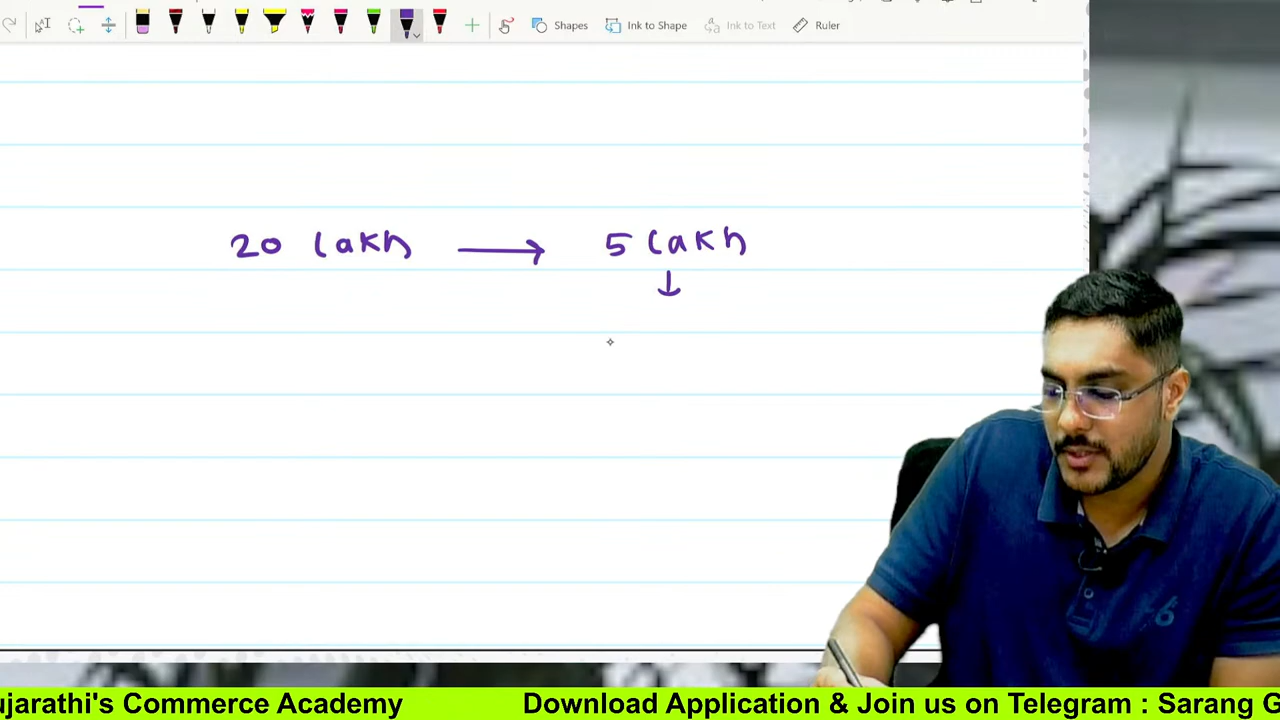 Shapes
Ink to Shape
Ink to Text
Ruler
20 lakh → 5 lakh
↓
ujarathi's Commerce Academy
Download Application & Join us on Telegram : Sarang G